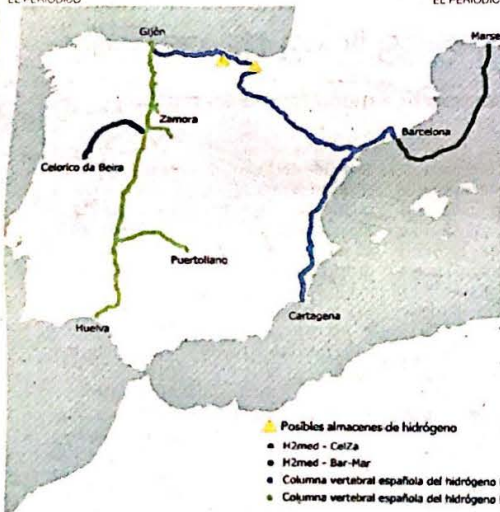 EL PERIÓDICO
EL PERIÓDICO
Gijón
Marse
Zamora
Barcelona
Celorico da Beira
Puertollano
Huelva
Cartagena
Posibles almacenes de hidrógeno
H2med - CelZa
H2med - Bar-Mar
Columna vertebral española del hidrógeno
Columna vertebral española del hidrógeno